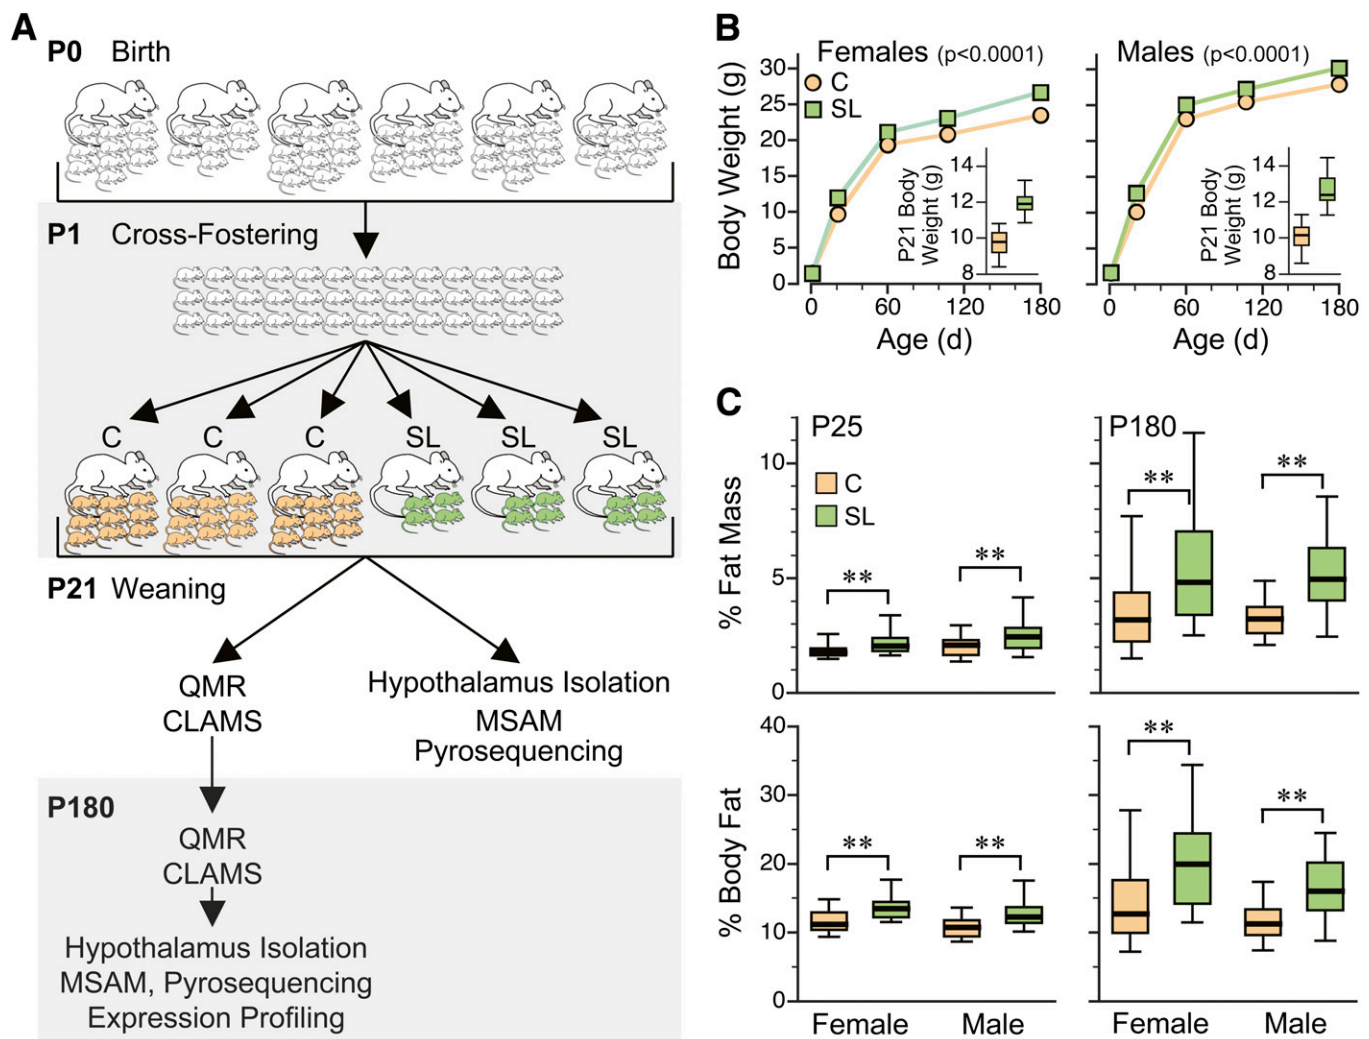 A
P0 Birth
P1 Cross-Fostering
C C C SL SL SL
P21 Weaning
QMR
CLAMS
Hypothalamus Isolation
MSAM
Pyrosequencing
P180
QMR
CLAMS
Hypothalamus Isolation
MSAM, Pyrosequencing
Expression Profiling
B
Females (p<0.0001)
C
SL
Body Weight (g)
30
25
20
15
10
5
0
0 60 120 180
Age (d)
P21 Body
Weight (g)
14
12
10
8
Males (p<0.0001)
0 60 120 180
Age (d)
P21 Body
Weight (g)
14
12
10
8
C
P25
C
SL
% Fat Mass
10
5
0
** **
P180
** **
% Body Fat
40
30
20
10
0
** **
Female Male
** **
Female Male